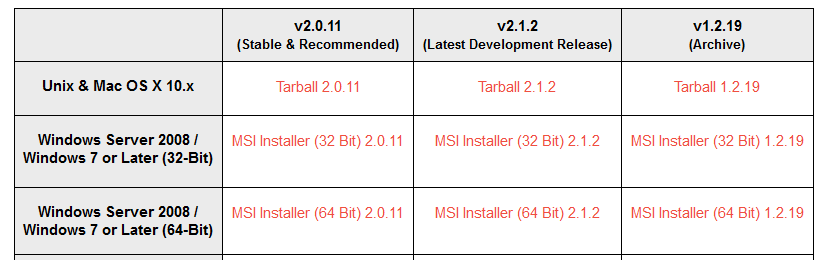 v2.0.11 v2.1.2 v1.2.19
(Stable & Recommended) (Latest Development Release) (Archive)
Unix & Mac OS X 10.x Tarball 2.0.11 Tarball 2.1.2 Tarball 1.2.19
Windows Server 2008 / MSI Installer (32 Bit) 2.0.11 MSI Installer (32 Bit) 2.1.2 MSI Installer (32 Bit) 1.2.19
Windows 7 or Later (32-Bit)
Windows Server 2008 / MSI Installer (64 Bit) 2.0.11 MSI Installer (64 Bit) 2.1.2 MSI Installer (64 Bit) 1.2.19
Windows 7 or Later (64-Bit)